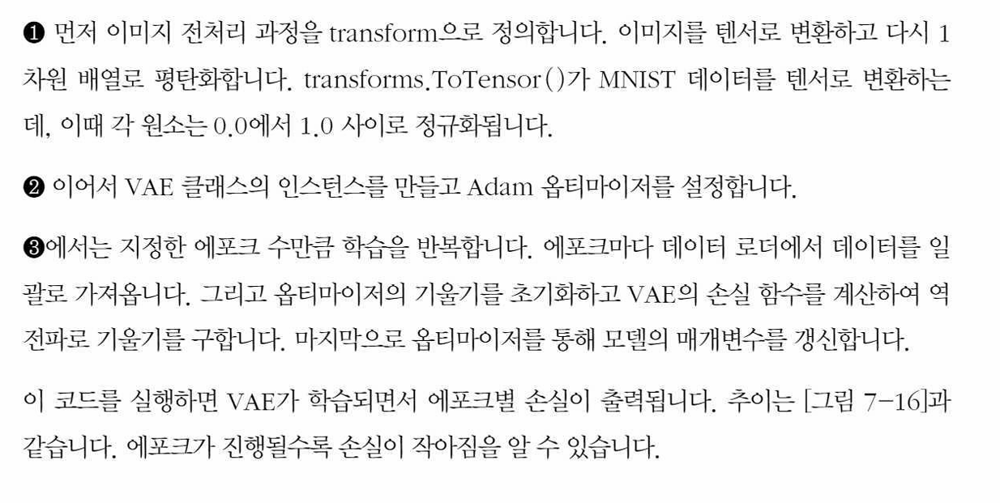 ❶ 먼저 이미지 전처리 과정을 transform으로 정의합니다. 이미지를 텐서로 변환하고 다시 1
차원 배열로 평탄화합니다. transforms.ToTensor()가 MNIST 데이터를 텐서로 변환하는
데, 이때 각 원소는 0.0에서 1.0 사이로 정규화됩니다.
❷ 이어서 VAE 클래스의 인스턴스를 만들고 Adam 옵티마이저를 설정합니다.
❸에서는 지정한 에포크 수만큼 학습을 반복합니다. 에포크마다 데이터 로더에서 데이터를 일
괄로 가져옵니다. 그리고 옵티마이저의 기울기를 초기화하고 VAE의 손실 함수를 계산하여 역
전파로 기울기를 구합니다. 마지막으로 옵티마이저를 통해 모델의 매개변수를 갱신합니다.
이 코드를 실행하면 VAE가 학습되면서 에포크별 손실이 출력됩니다. 추이는 [그림 7-16]과
같습니다. 에포크가 진행될수록 손실이 작아짐을 알 수 있습니다.